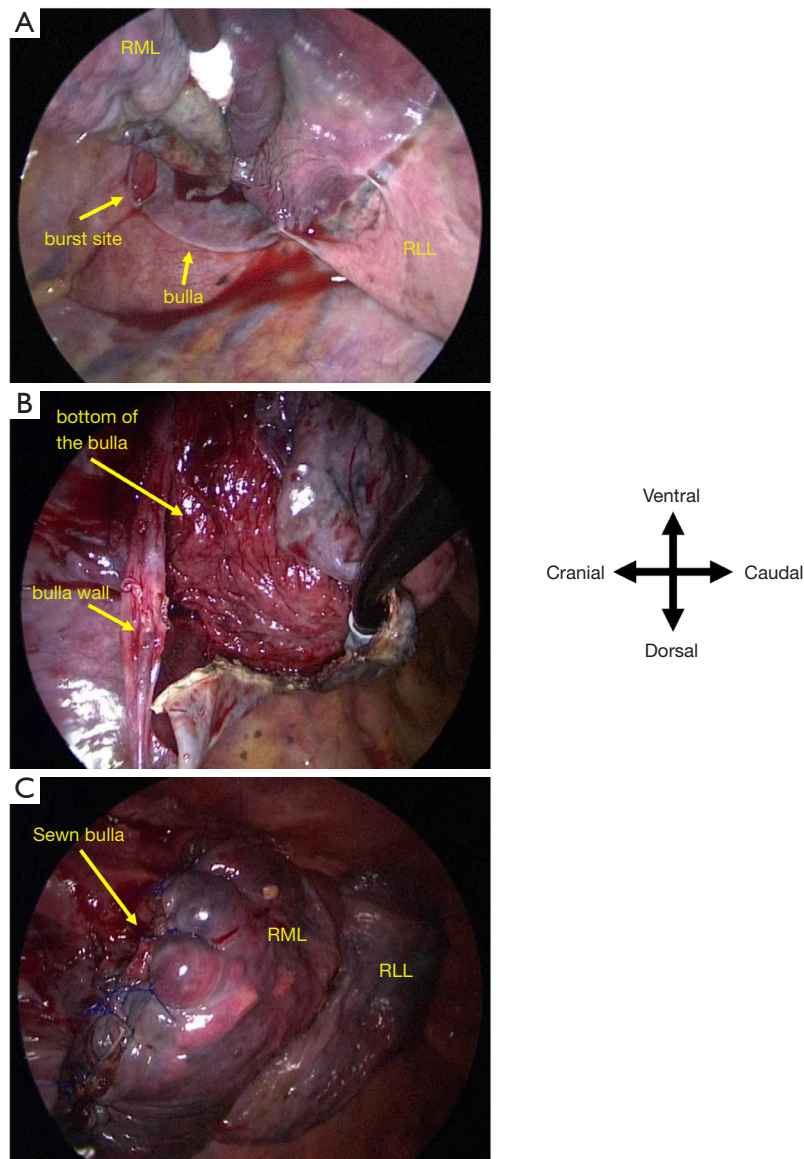 A
RML
burst site
bulla
RLL
B
bottom of
the bulla
bulla wall
Ventral
Cranial
Caudal
Dorsal
C
Sewn bulla
RML
RLL